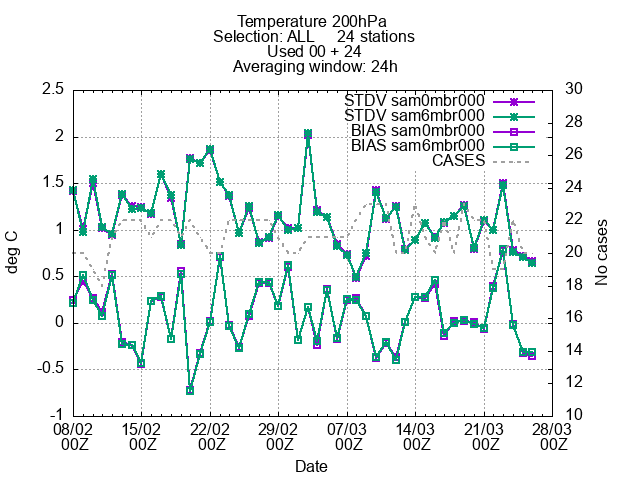 Temperature 200hPa
Selection: ALL 24 stations
Used 00 + 24
Averaging window: 24h
STDV sam0mbr000
STDV sam6mbr000
BIAS sam0mbr000
BIAS sam6mbr000
CASES
deg C
2.5
2
1.5
1
0.5
0
-0.5
-1
No cases
30
28
26
24
22
20
18
16
14
12
10
08/02 15/02 22/02 29/02 07/03 14/03 21/03 28/03
00Z 00Z 00Z 00Z 00Z 00Z 00Z 00Z
Date